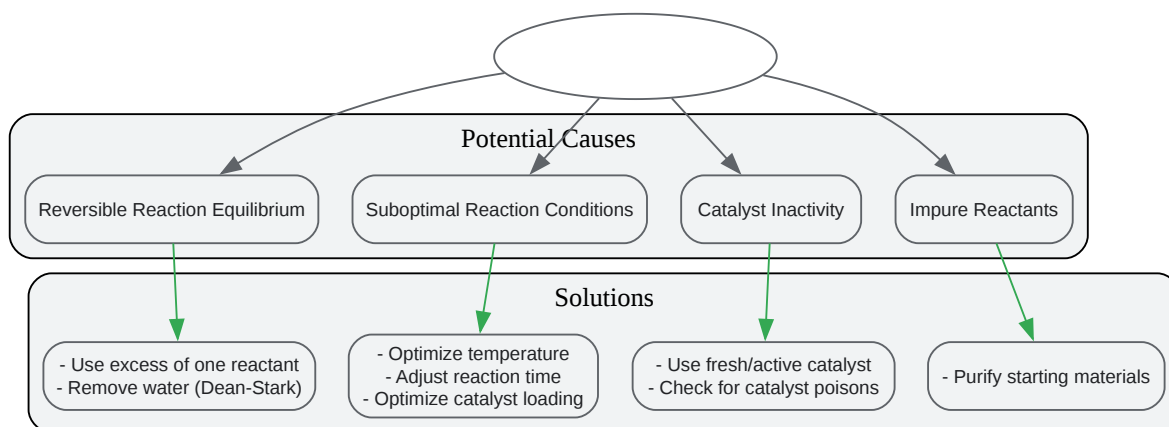 Potential Causes
Reversible Reaction Equilibrium
Suboptimal Reaction Conditions
Catalyst Inactivity
Impure Reactants
Solutions
- Use excess of one reactant
- Remove water (Dean-Stark)
- Optimize temperature
- Adjust reaction time
- Optimize catalyst loading
- Use fresh/active catalyst
- Check for catalyst poisons
- Purify starting materials